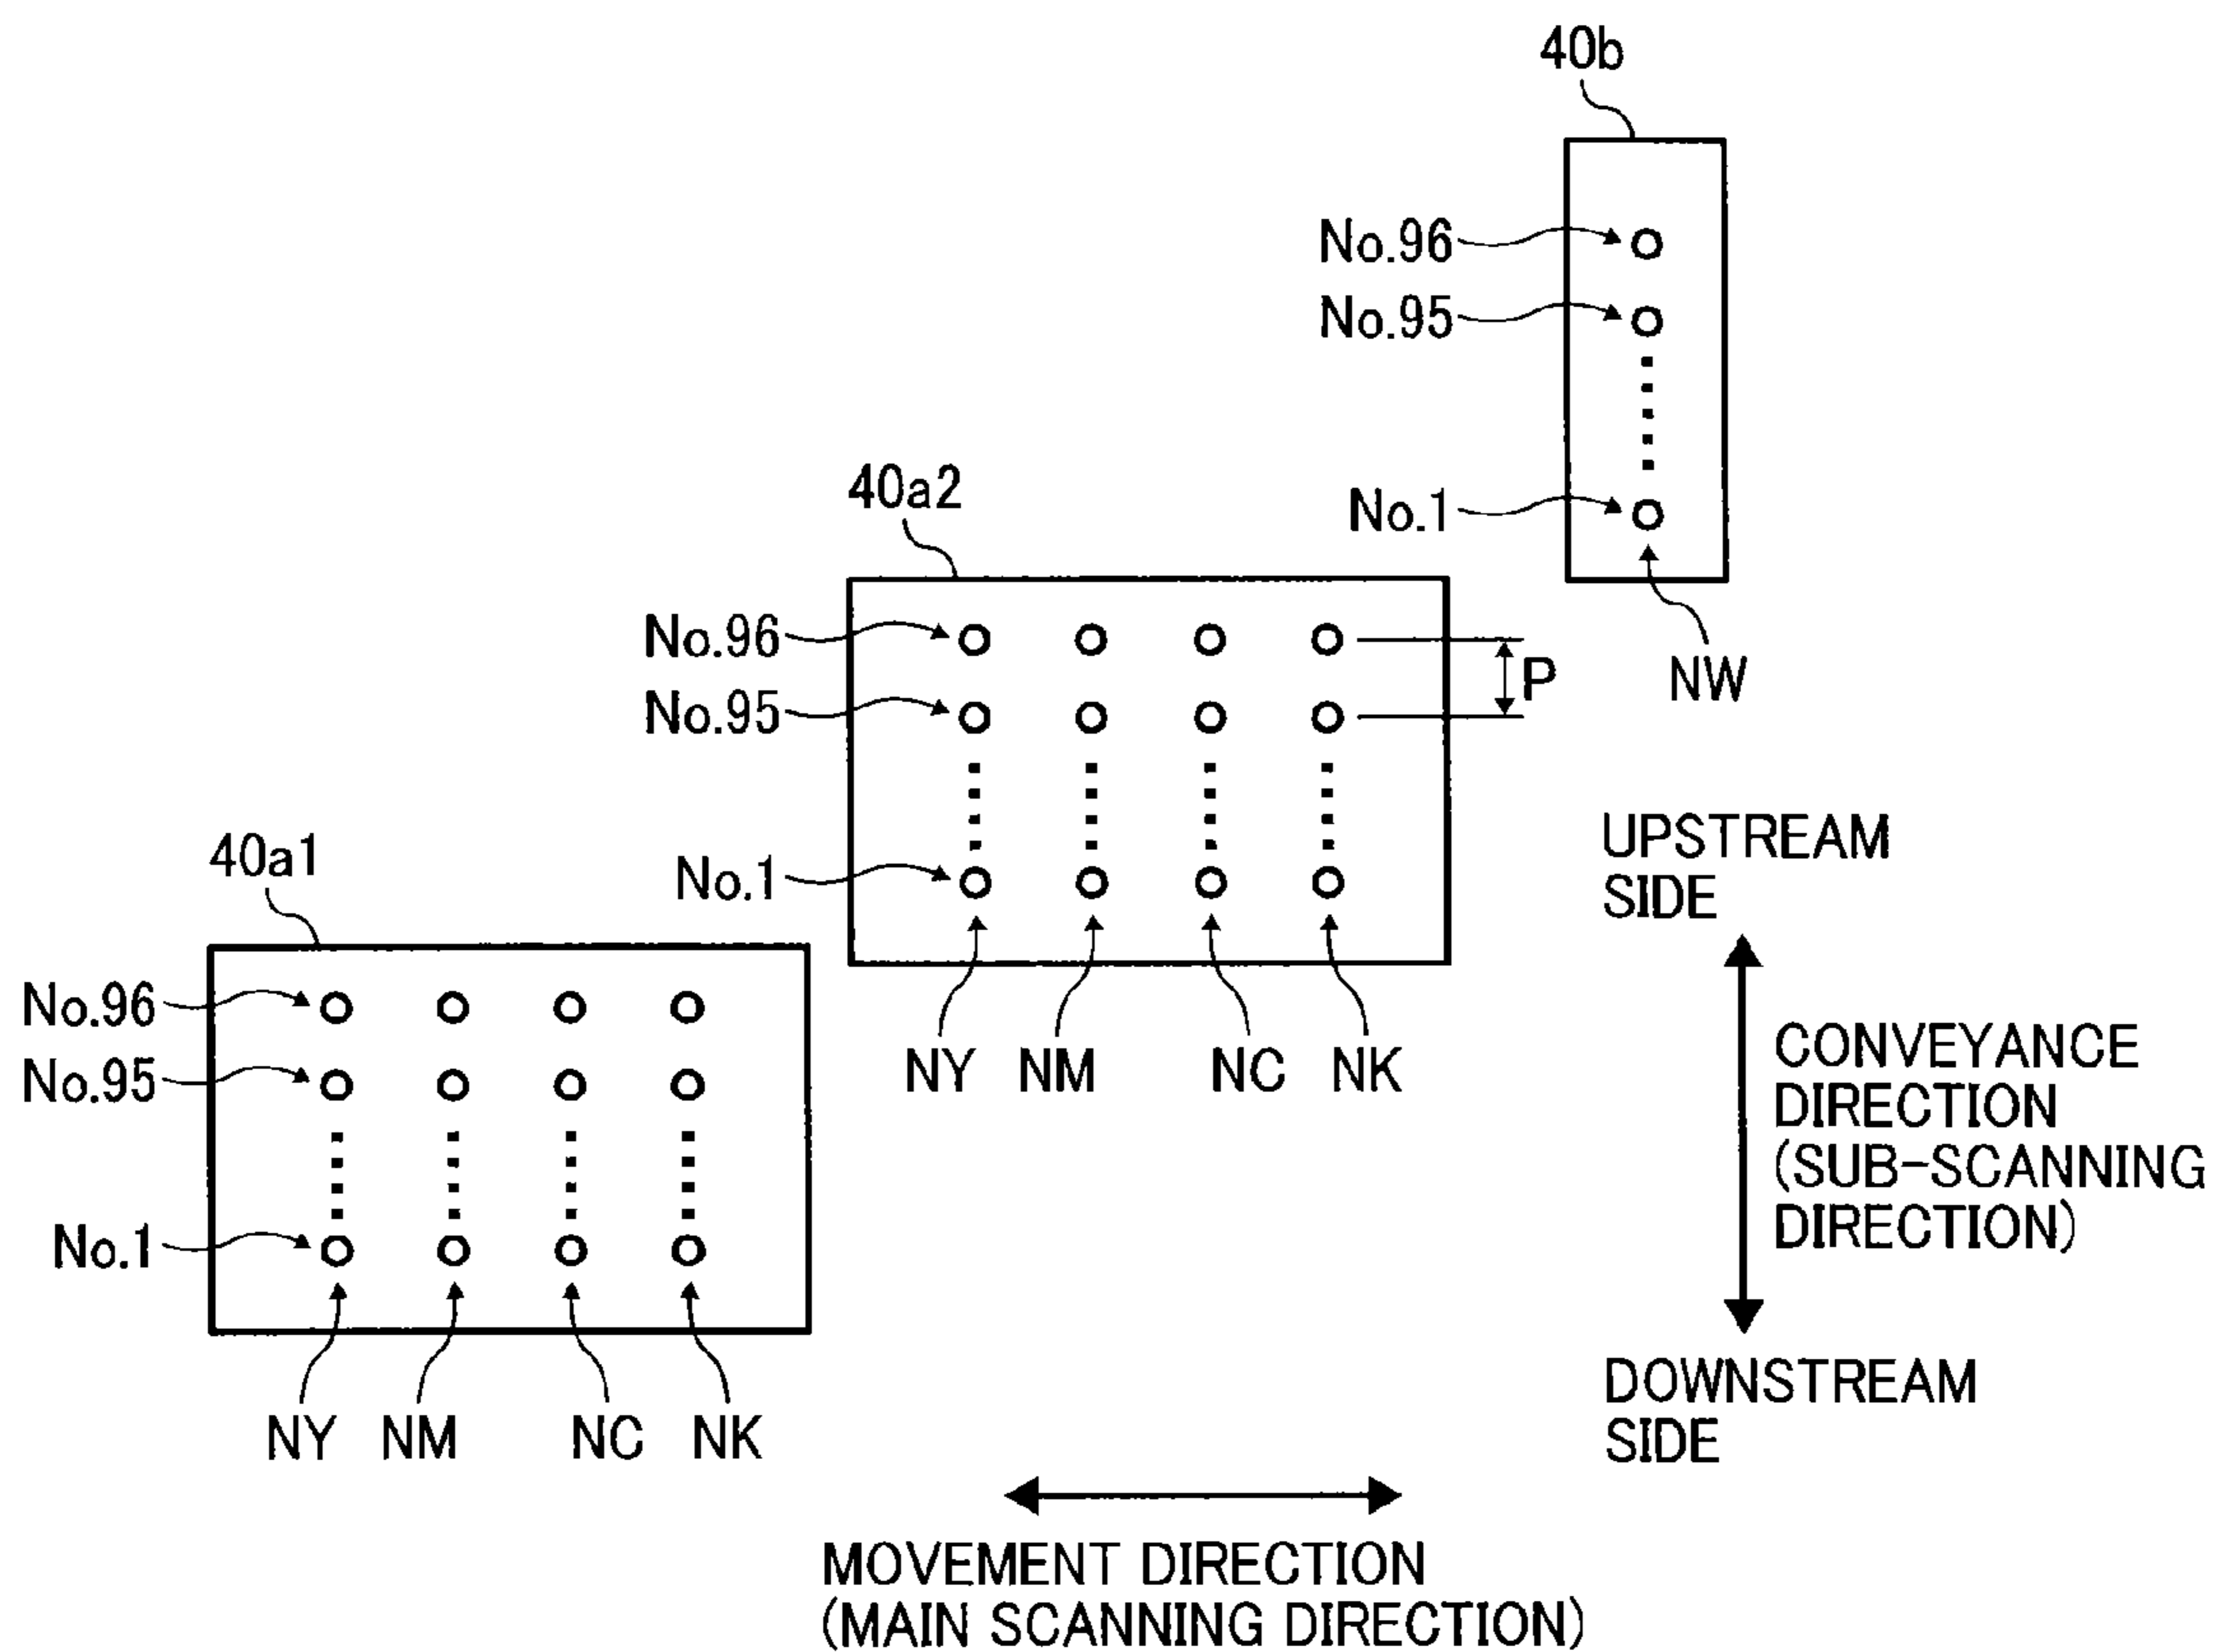 40b
No.96
No.95
No.1
NW
40a2
No.96
No.95
No.1
P
NY NM NC NK
40a1
No.96
No.95
No.1
NY NM NC NK
UPSTREAM
SIDE
CONVEYANCE
DIRECTION
(SUB-SCANNING
DIRECTION)
DOWNSTREAM
SIDE
MOVEMENT DIRECTION
(MAIN SCANNING DIRECTION)